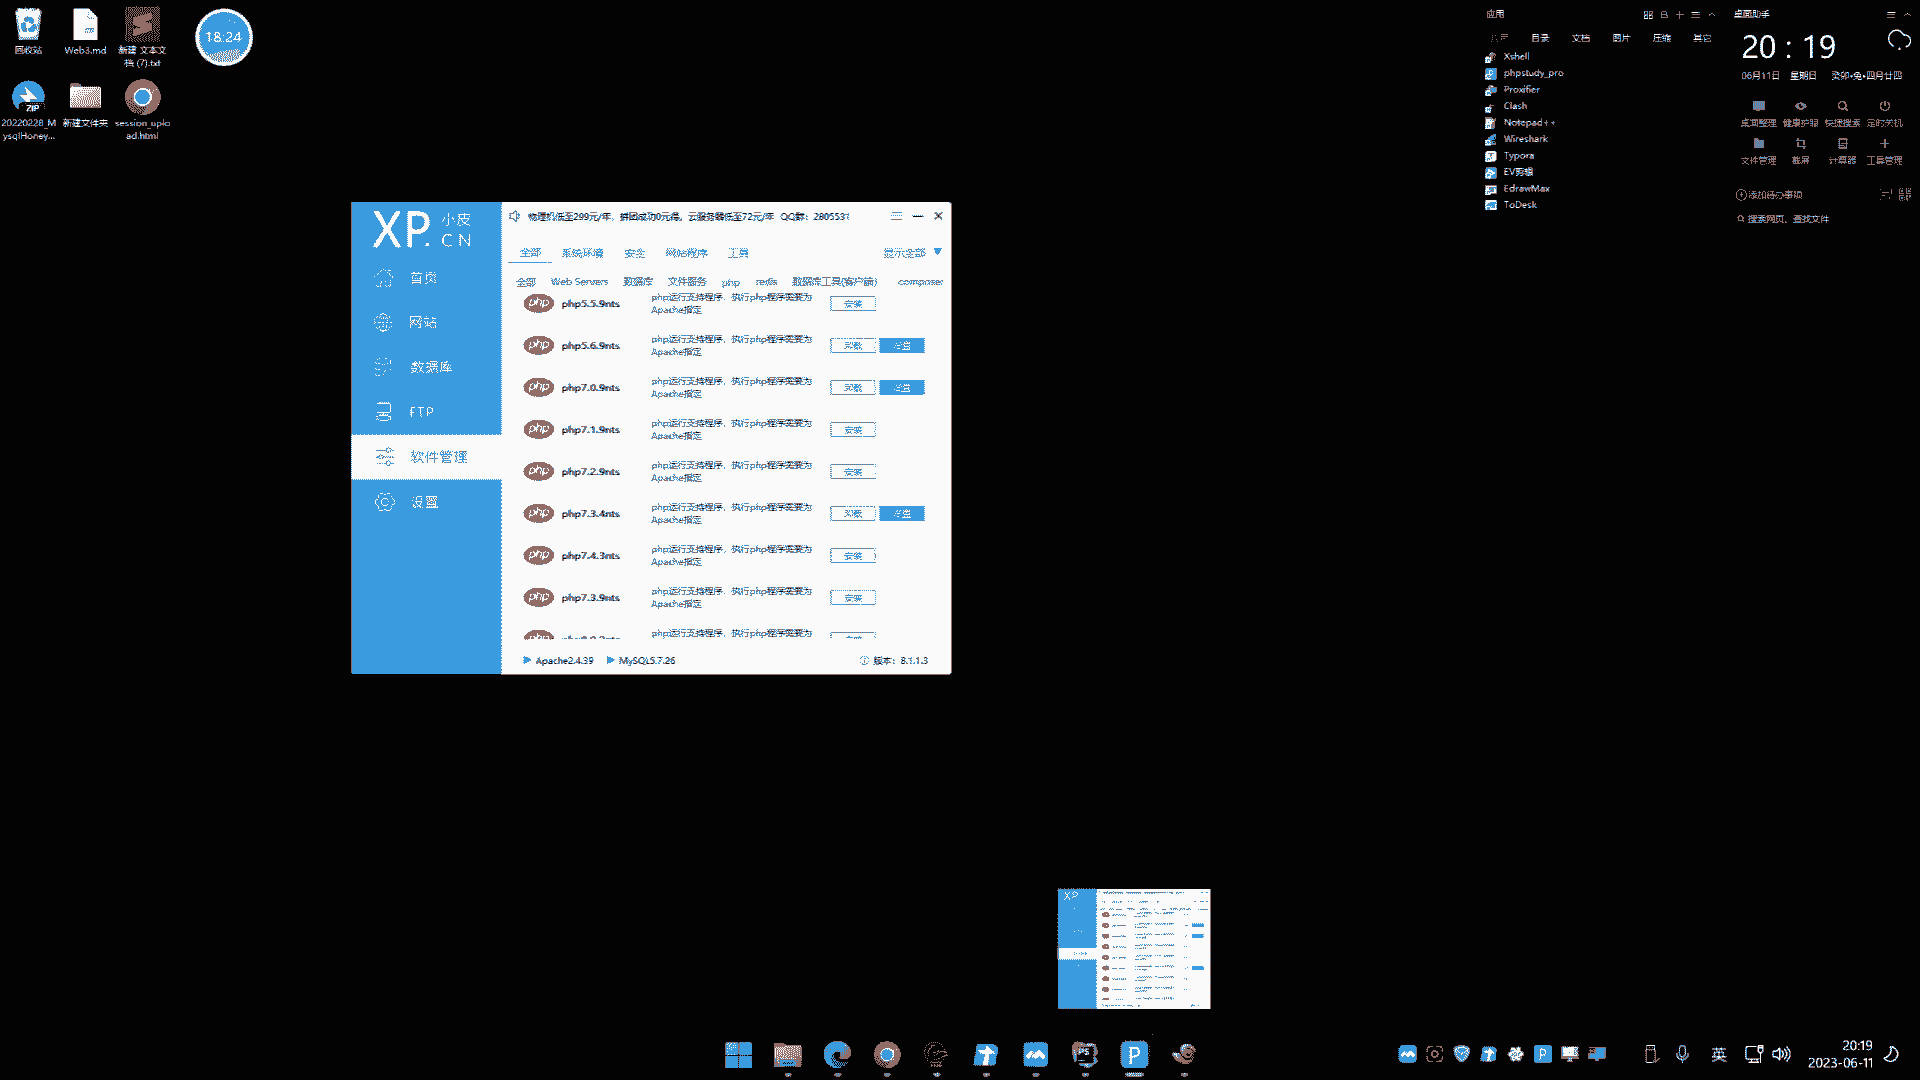 回收站
Web3.md
新建 文本文
档 (7).txt
18:24
ZIP
20220228_M
ysqlHoney...
新建文件夹
session_uplo
ad.html
应用
目录
文档
图片
压缩
其它
Xshell
phpstudy_pro
Proxifier
Clash
Notepad++
Wireshark
Typora
EV剪辑
EdrawMax
ToDesk
桌面助手
20 : 19
06月11日 星期日 癸卯•兔•四月廿四
桌面整理 健康护眼 快捷搜索 定时关机
文件管理 截屏 计算器 工具管理
添加待办事项
搜索网页、查找文件
XP. 小皮
CN
首页
网站
数据库
FTP
软件管理
设置
物理机低至299元/年，拼团成功0元得。云服务器低至72元/年 QQ群：280553
全部 系统环境 安全 网站程序 工具 显示全部
全部 Web Servers 数据库 文件服务 php redis 数据库工具(客户端) composer
php php5.5.9nts php运行支持程序，执行php程序需要为 安装
Apache指定
php php5.6.9nts php运行支持程序，执行php程序需要为 卸载 设置
Apache指定
php php7.0.9nts php运行支持程序，执行php程序需要为 卸载 设置
Apache指定
php php7.1.9nts php运行支持程序，执行php程序需要为 安装
Apache指定
php php7.2.9nts php运行支持程序，执行php程序需要为 安装
Apache指定
php php7.3.4nts php运行支持程序，执行php程序需要为 卸载 设置
Apache指定
php php7.4.3nts php运行支持程序，执行php程序需要为 安装
Apache指定
php php7.3.9nts php运行支持程序，执行php程序需要为 安装
Apache指定
php运行支持程序，执行php程序需要为
Apache2.4.39 MySQL5.7.26 版本：8.1.1.3
XP
PS
P
P
英
20:19
2023-06-11